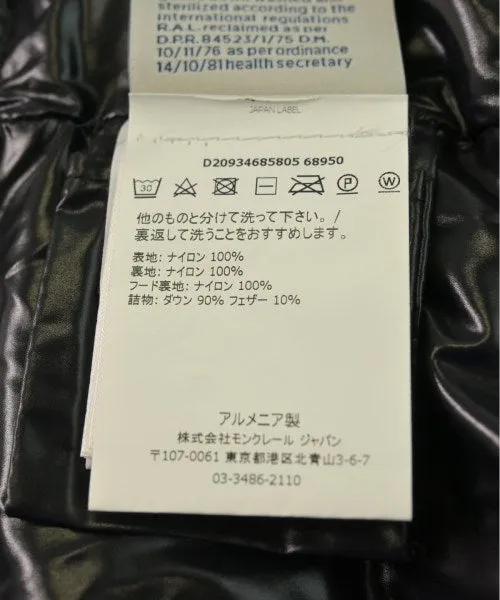 sterilized according to the
international regulations
R.A.L. reclaimed as per
D.P.R. 84523/1/75 D.M.
10/11/76 as per ordinance
14/10/81 health secretary
JAPAN LABEL
D20934685805 68950
30
P
W
他のものと分けて洗って下さい。/
裏返して洗うことをおすすめします。
表地: ナイロン 100%
裏地: ナイロン 100%
フード裏地: ナイロン 100%
詰物: ダウン 90% フェザー 10%
アルメニア製
株式会社モンクレール ジャパン
〒107-0061 東京都港区北青山3-6-7
03-3486-2110